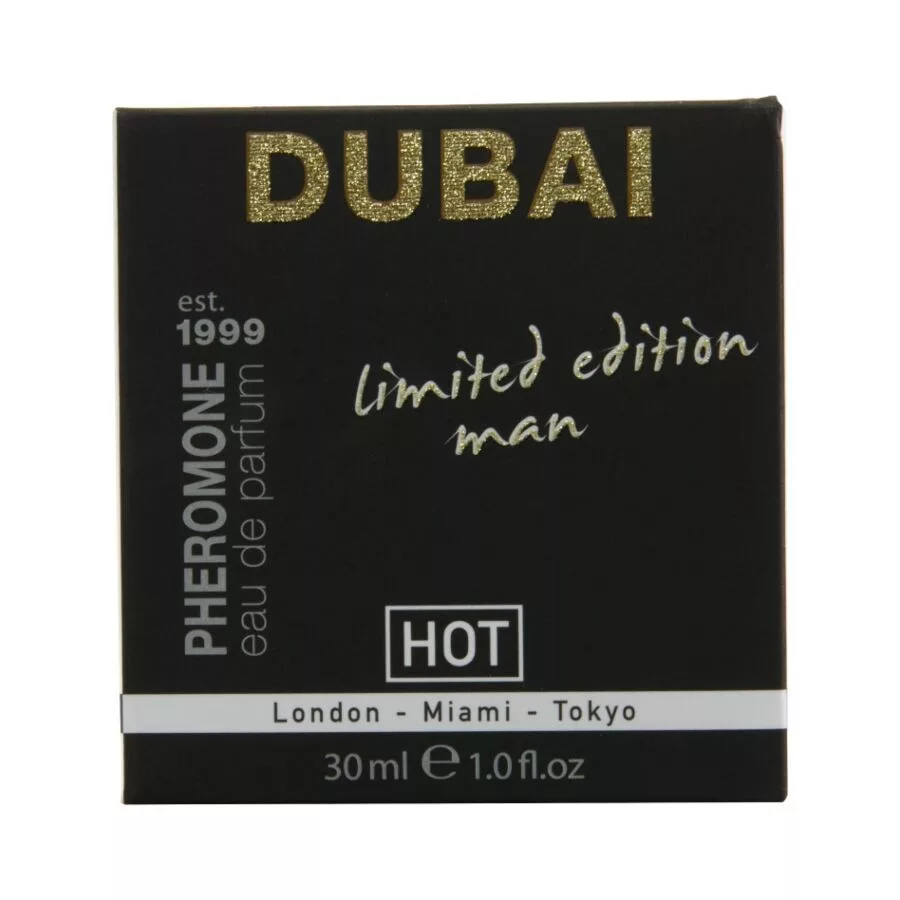 DUBAI
est.
1999
PHEROMONE
eau de parfum
limited edition
man
HOT
London - Miami - Tokyo
30 ml ℮ 1.0 fl.oz